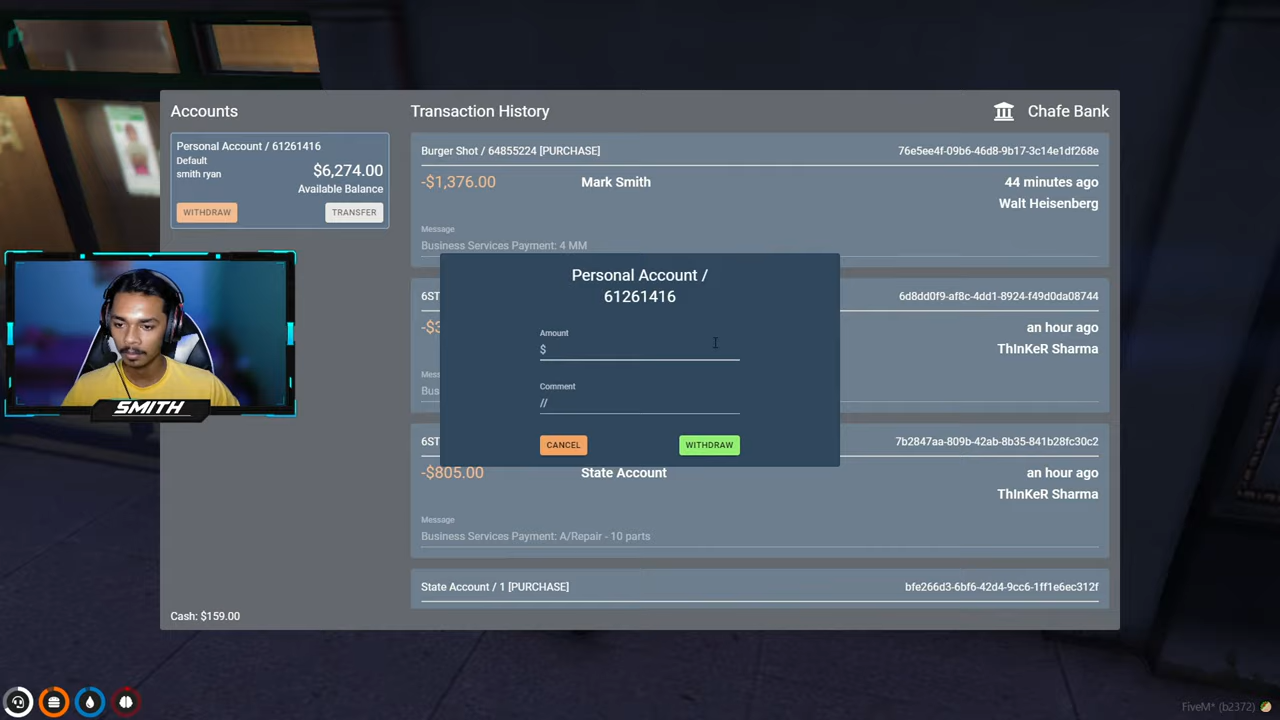 Accounts
Personal Account / 61261416
Default
smith ryan
$6,274.00
Available Balance
WITHDRAW
TRANSFER
Cash: $159.00
Transaction History
Chafe Bank
Burger Shot / 64855224 [PURCHASE]
76e5ee4f-09b6-46d8-9b17-3c14e1df268e
-$1,376.00
Mark Smith
44 minutes ago
Walt Heisenberg
Message
Business Services Payment: 4 MM
6ST
6d8dd0f9-af8c-4dd1-8924-f49d0da08744
-$3
an hour ago
ThInKeR Sharma
Mess
Bus
6ST
7b2847aa-809b-42ab-8b35-841b28fc30c2
-$805.00
State Account
an hour ago
ThInKeR Sharma
Message
Business Services Payment: A/Repair - 10 parts
State Account / 1 [PURCHASE]
bfe266d3-6bf6-42d4-9cc6-1ff1e6ec312f
Personal Account /
61261416
Amount
$
Comment
//
CANCEL
WITHDRAW
SMITH
FiveM* (b2372)